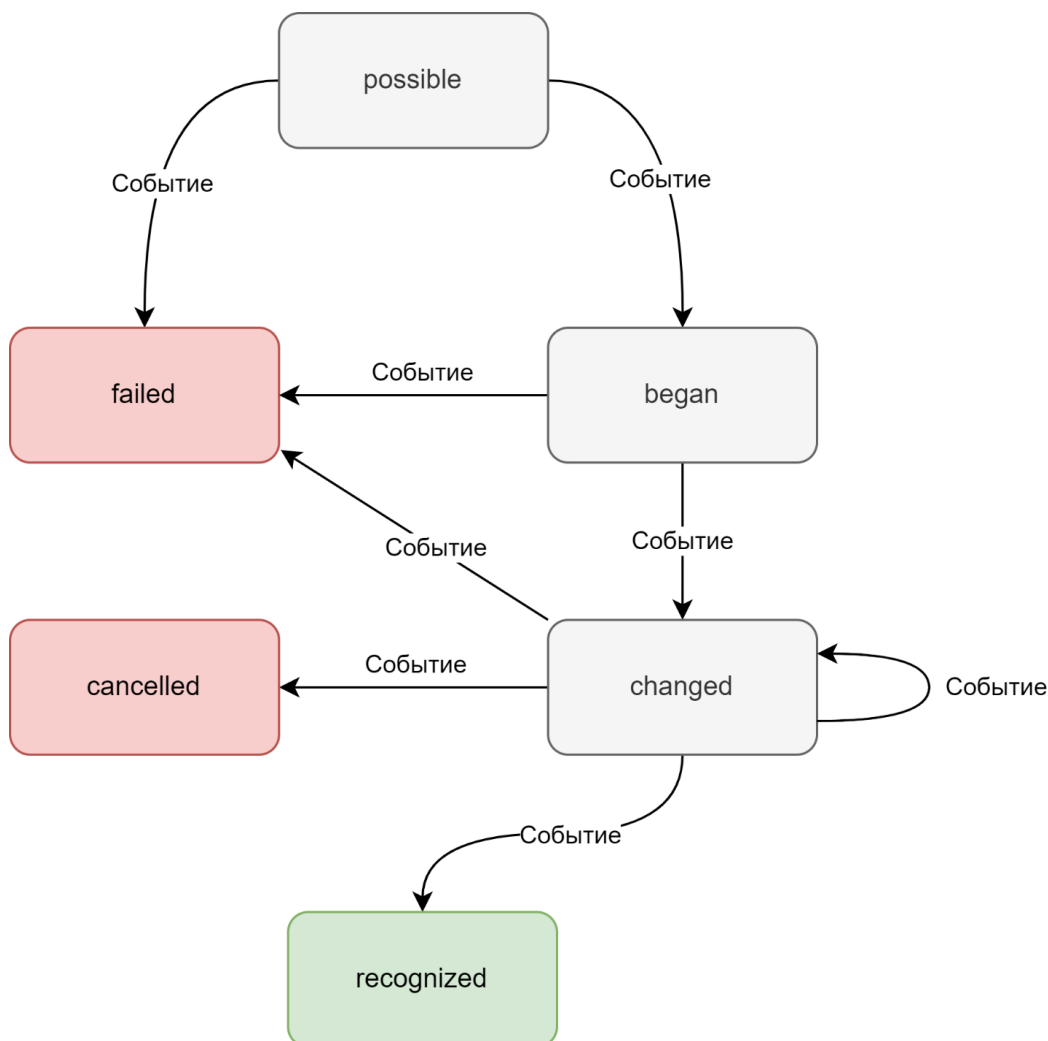 possible
Событие
Событие
failed
Событие
began
Событие
Событие
cancelled
Событие
changed
Событие
Событие
recognized